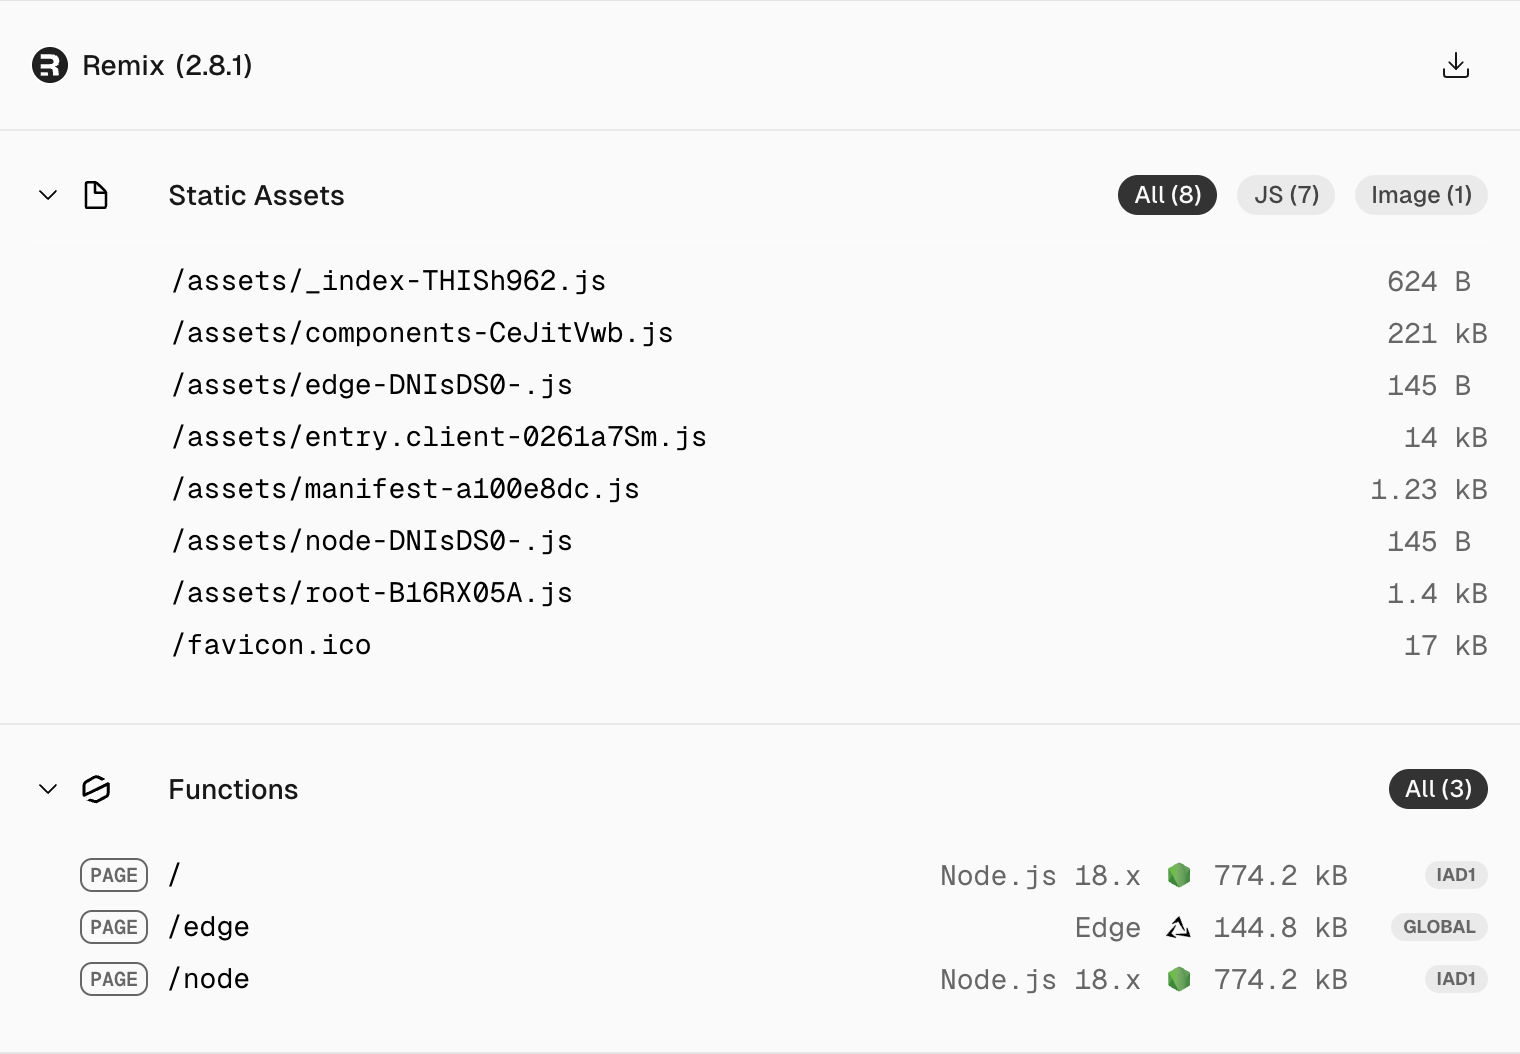 Remix (2.8.1)
Static Assets All (8) JS (7) Image (1)
/assets/_index-THISh962.js 624 B
/assets/components-CeJitVwb.js 221 kB
/assets/edge-DNIsDS0-.js 145 B
/assets/entry.client-0261a7Sm.js 14 kB
/assets/manifest-a100e8dc.js 1.23 kB
/assets/node-DNIsDS0-.js 145 B
/assets/root-B16RX05A.js 1.4 kB
/favicon.ico 17 kB
Functions All (3)
PAGE / Node.js 18.x 774.2 kB IAD1
PAGE /edge Edge 144.8 kB GLOBAL
PAGE /node Node.js 18.x 774.2 kB IAD1